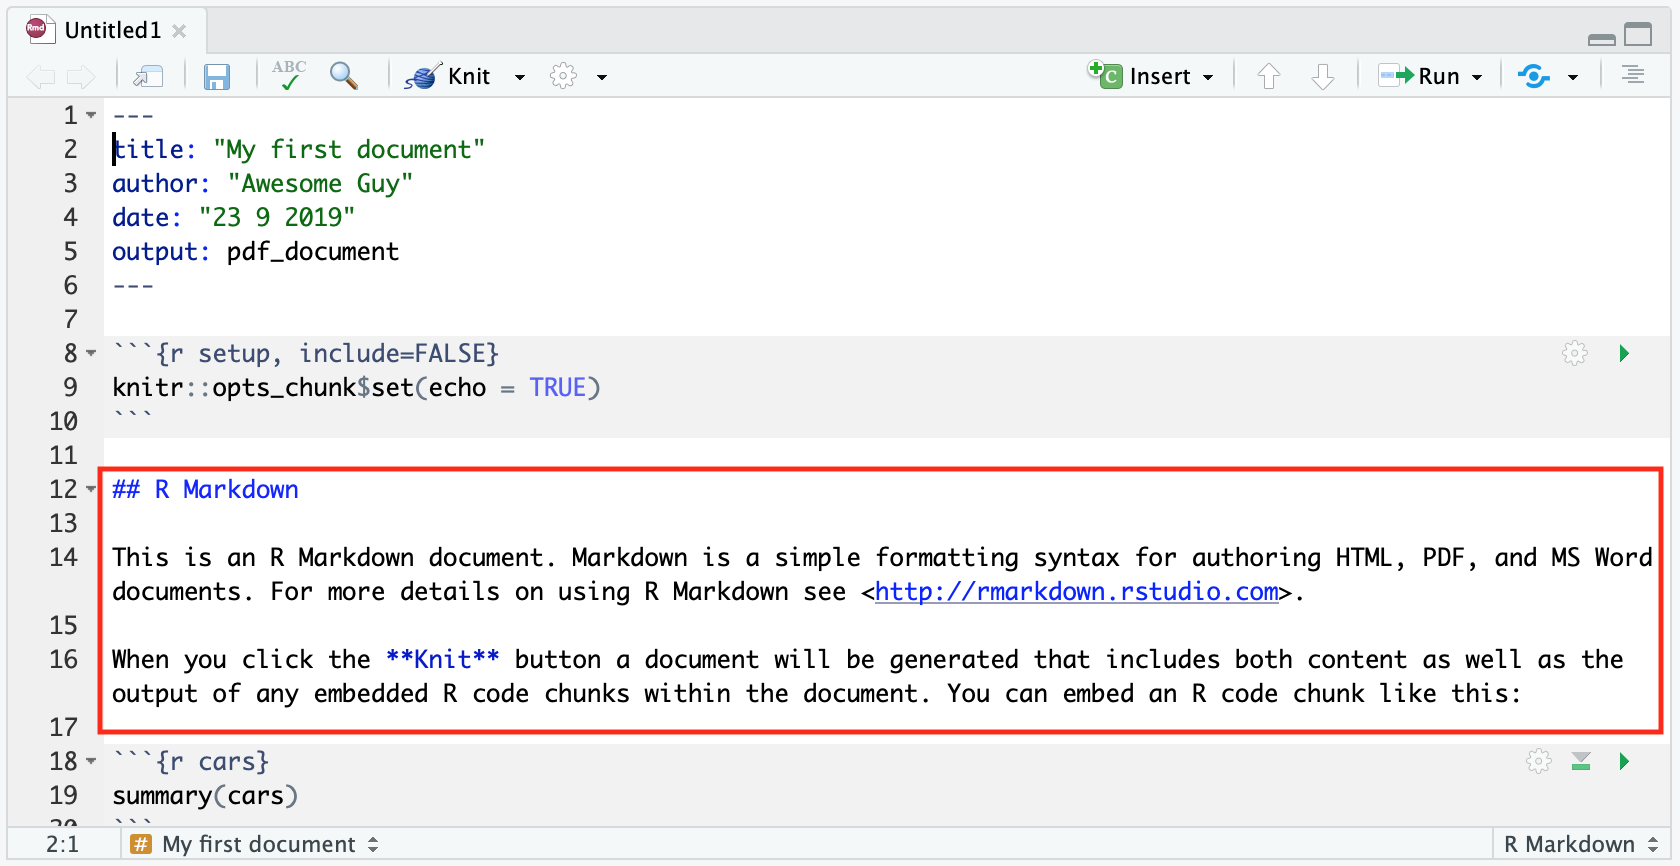 Rmd Untitled1
ABC Knit Insert Run
1 ---
2 title: "My first document"
3 author: "Awesome Guy"
4 date: "23 9 2019"
5 output: pdf_document
6 ---
7
8 ```{r setup, include=FALSE}
9 knitr::opts_chunk$set(echo = TRUE)
10 ```
11
12 ## R Markdown
13
14 This is an R Markdown document. Markdown is a simple formatting syntax for authoring HTML, PDF, and MS Word
documents. For more details on using R Markdown see <http://rmarkdown.rstudio.com>.
15
16 When you click the **Knit** button a document will be generated that includes both content as well as the
output of any embedded R code chunks within the document. You can embed an R code chunk like this:
17
18 ```{r cars}
19 summary(cars)
20 ```
2:1 # My first document R Markdown